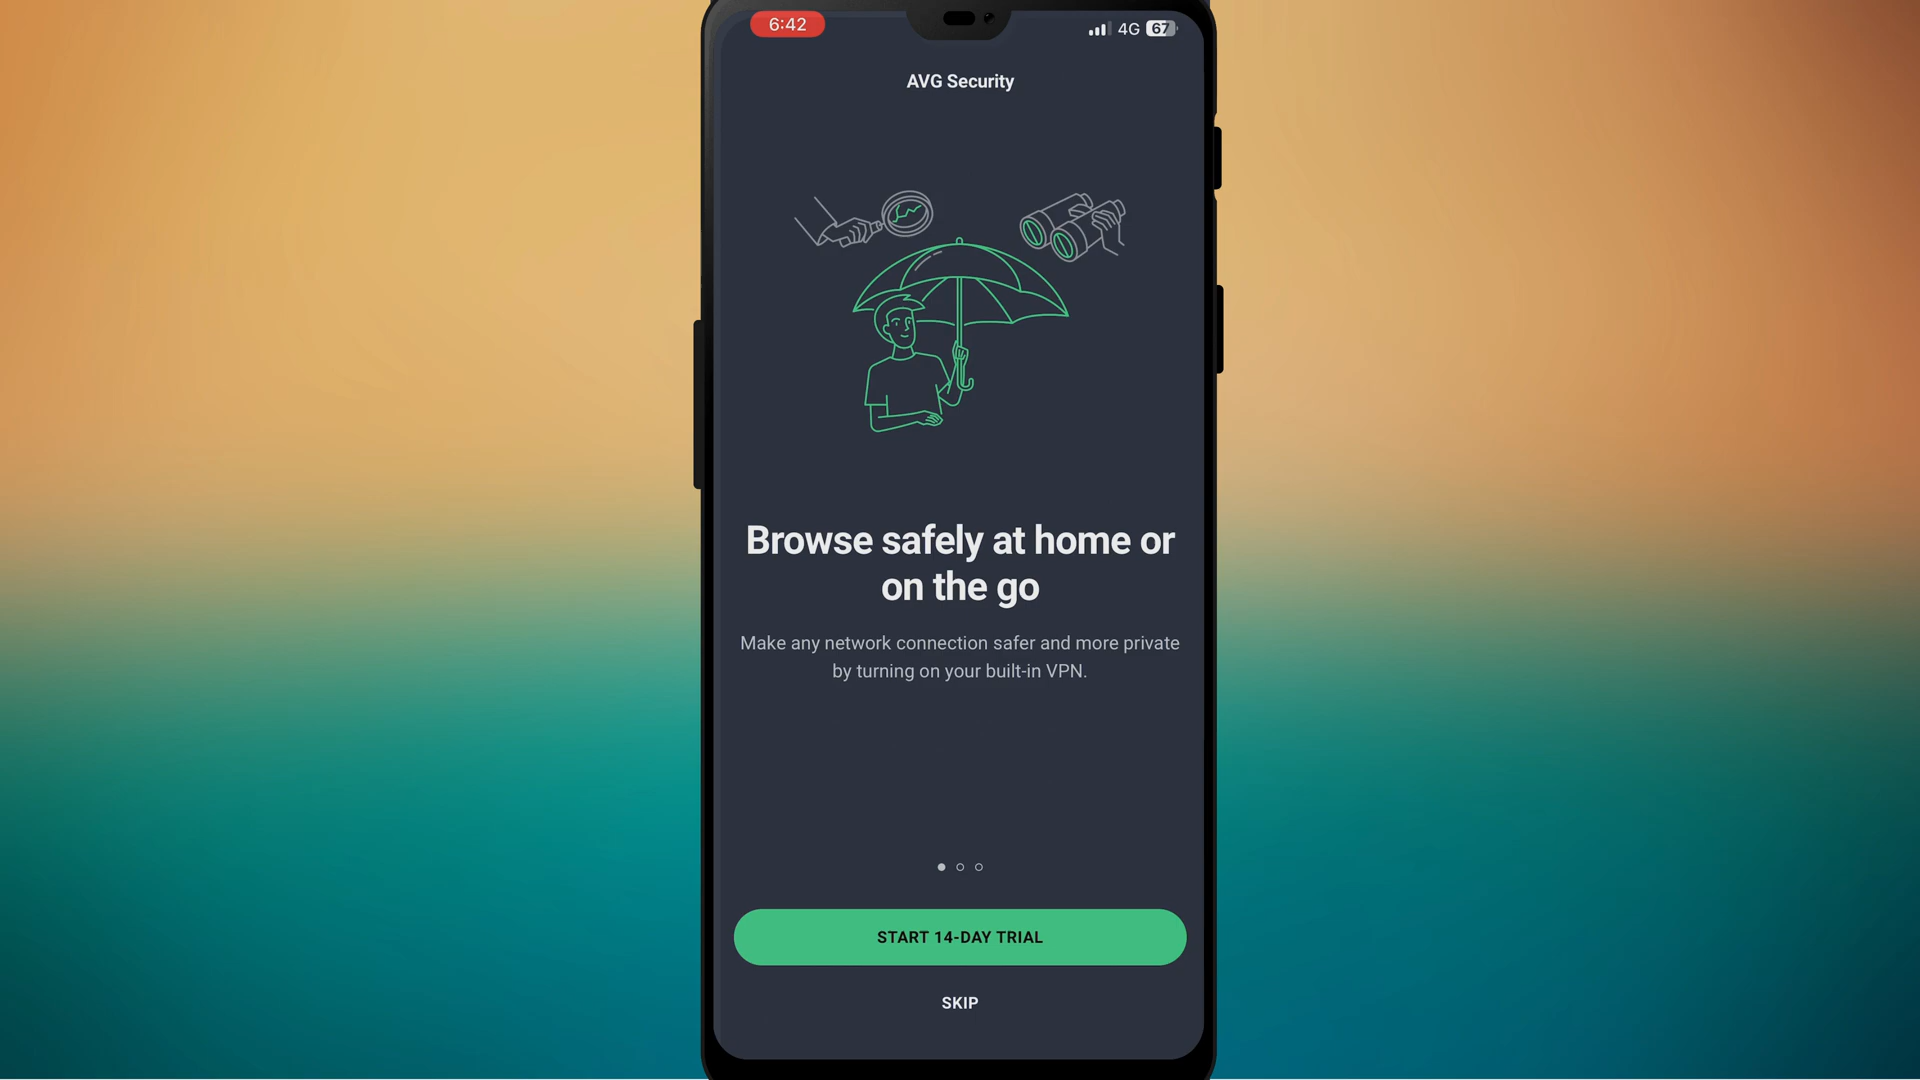 6:42
4G 67
AVG Security
Browse safely at home or
on the go
Make any network connection safer and more private
by turning on your built-in VPN.
START 14-DAY TRIAL
SKIP